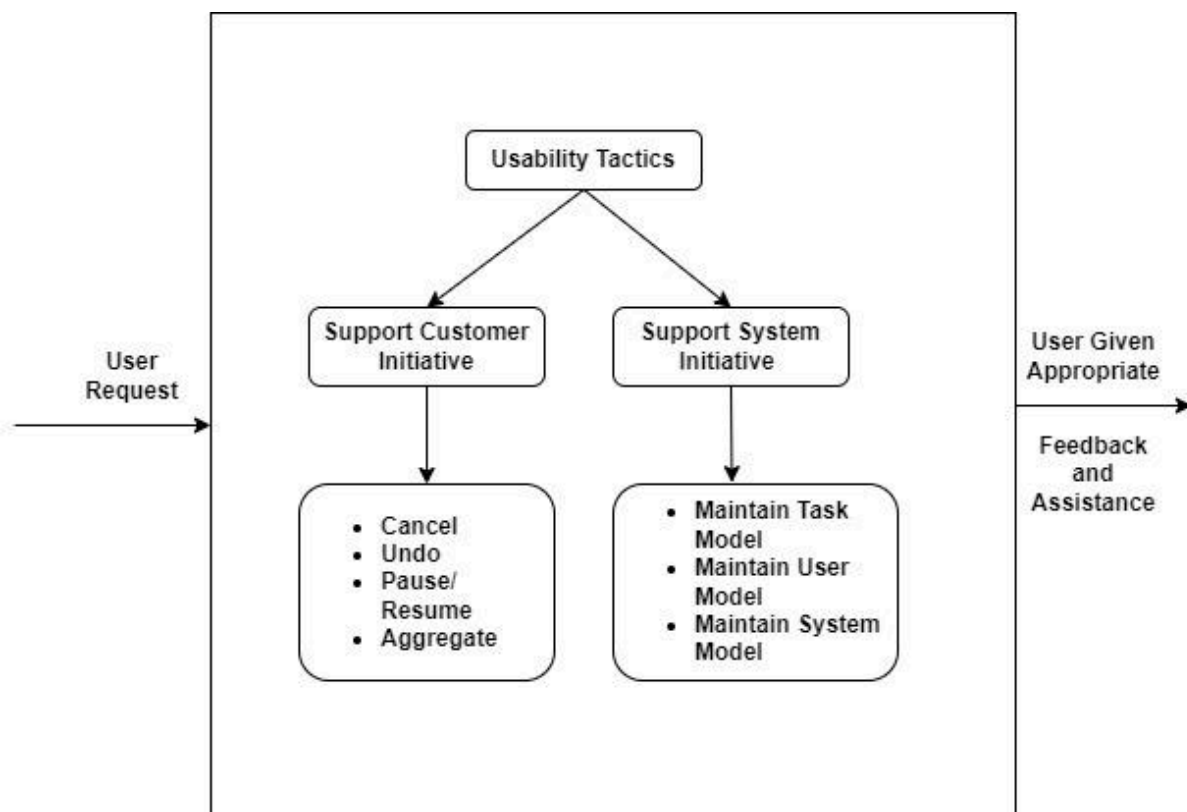 Usability Tactics
Support Customer
Initiative
Support System
Initiative
User
Request
User Given
Appropriate
Feedback
and
Assistance
• Cancel
• Undo
• Pause/
Resume
• Aggregate
• Maintain Task
Model
• Maintain User
Model
• Maintain System
Model